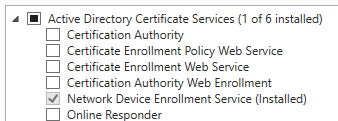 Active Directory Certificate Services (1 of 6 installed)
Certification Authority
Certificate Enrollment Policy Web Service
Certificate Enrollment Web Service
Certification Authority Web Enrollment
Network Device Enrollment Service (Installed)
Online Responder